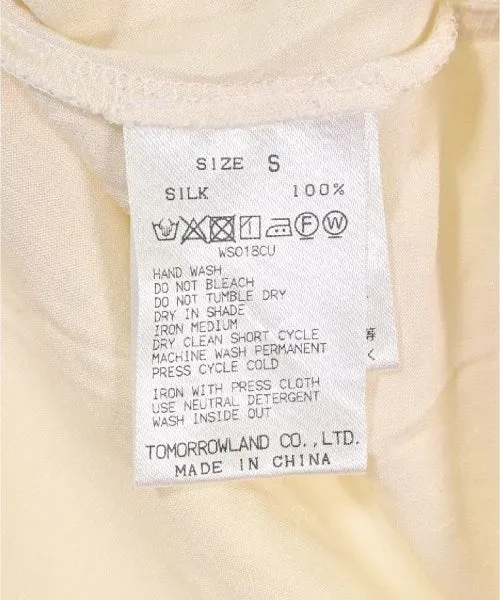 SIZE S
SILK 100%
WS018CU
HAND WASH
DO NOT BLEACH
DO NOT TUMBLE DRY
DRY IN SHADE
IRON MEDIUM
DRY CLEAN SHORT CYCLE
MACHINE WASH PERMANENT
PRESS CYCLE COLD
IRON WITH PRESS CLOTH
USE NEUTRAL DETERGENT
WASH INSIDE OUT
TOMORROWLAND CO.,LTD.
MADE IN CHINA
く